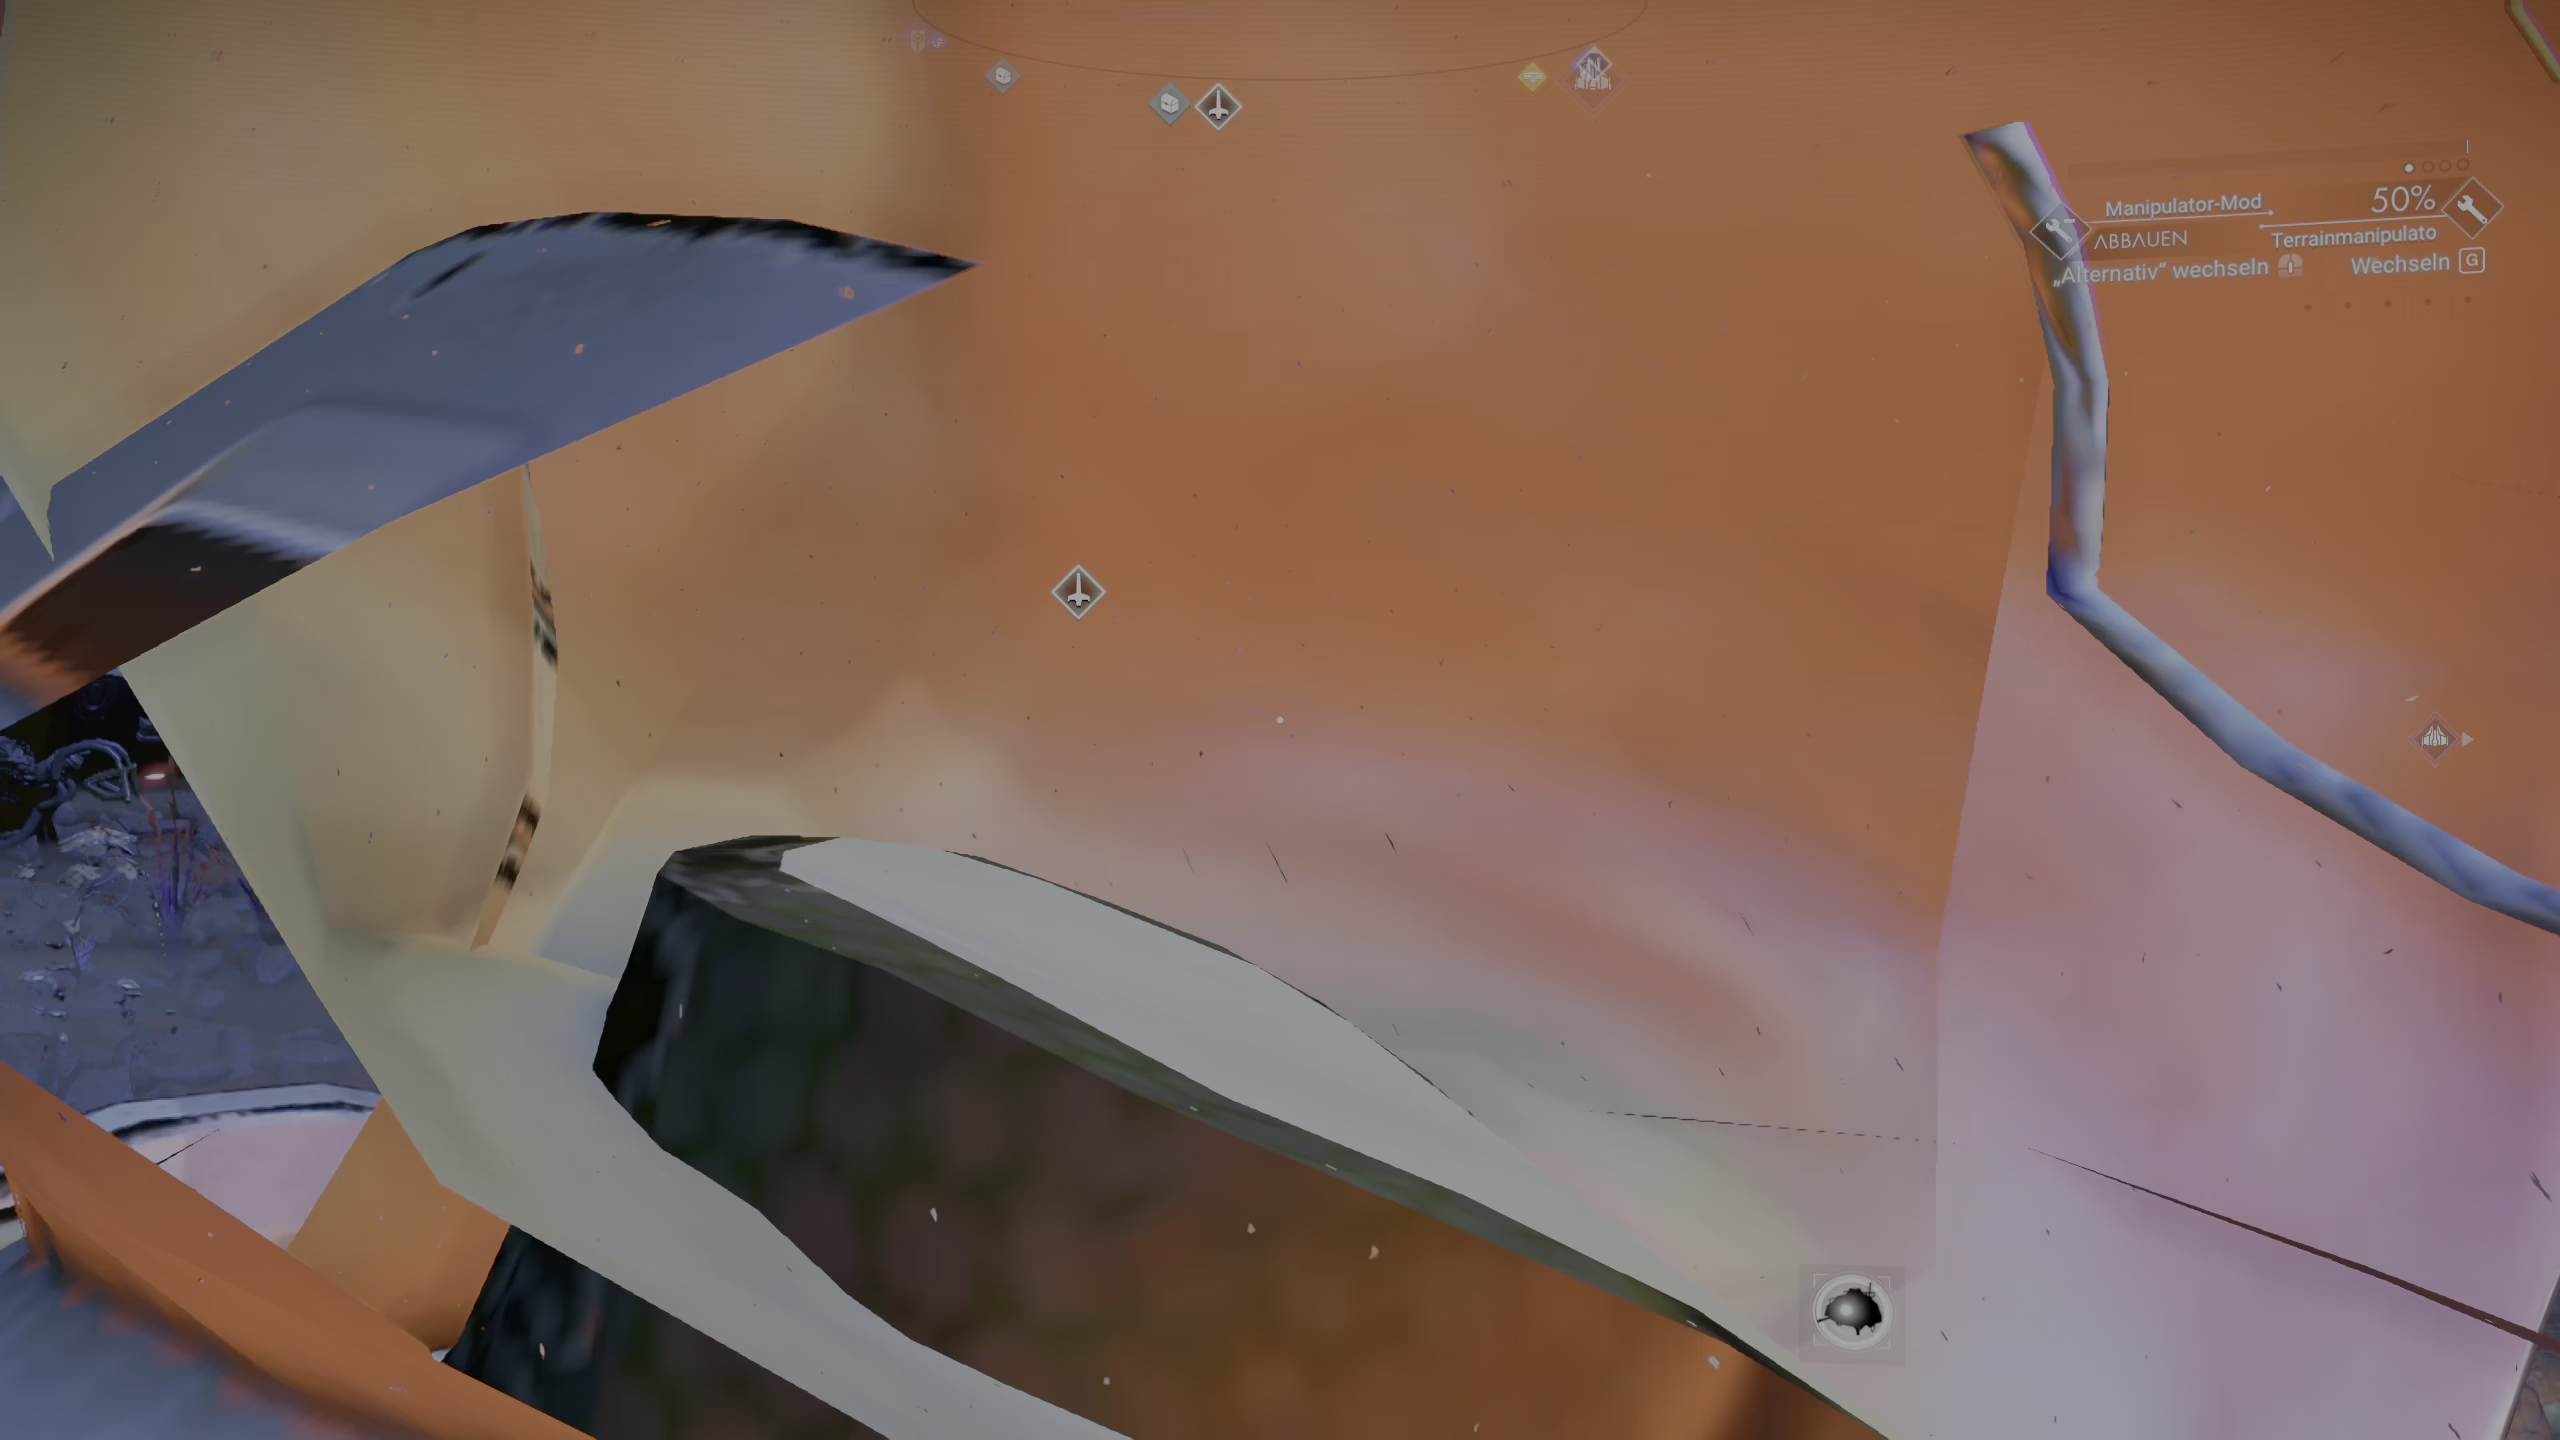 Manipulator-Mod
50%
ABBAUEN
Terrainmanipulato
„Alternativ“ wechseln
Wechseln G